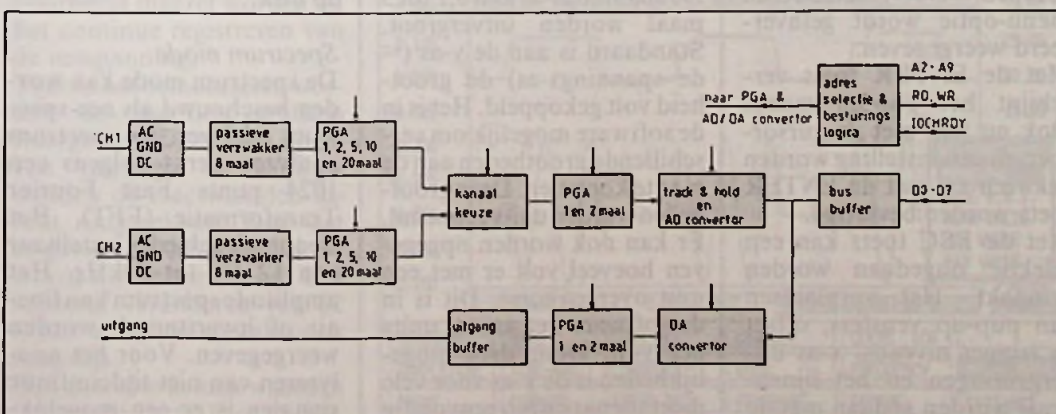 naar PGA &
AD/DA convertor
adres
selectie &
besturings
logica
A2 - A9
RD, WR
IOCHRDY
CH1
AC
GND
DC
passieve
verzwakker
8 maal
PGA
1, 2, 5, 10
en 20 maal
kanaal
keuze
PGA
1 en 2 maal
track & hold
en
AD convertor
bus
buffer
D3 - D7
CH2
AC
GND
DC
passieve
verzwakker
8 maal
PGA
1, 2, 5, 10
en 20 maal
uitgang
uitgang
buffer
PGA
1 en 2 maal
DA
convertor